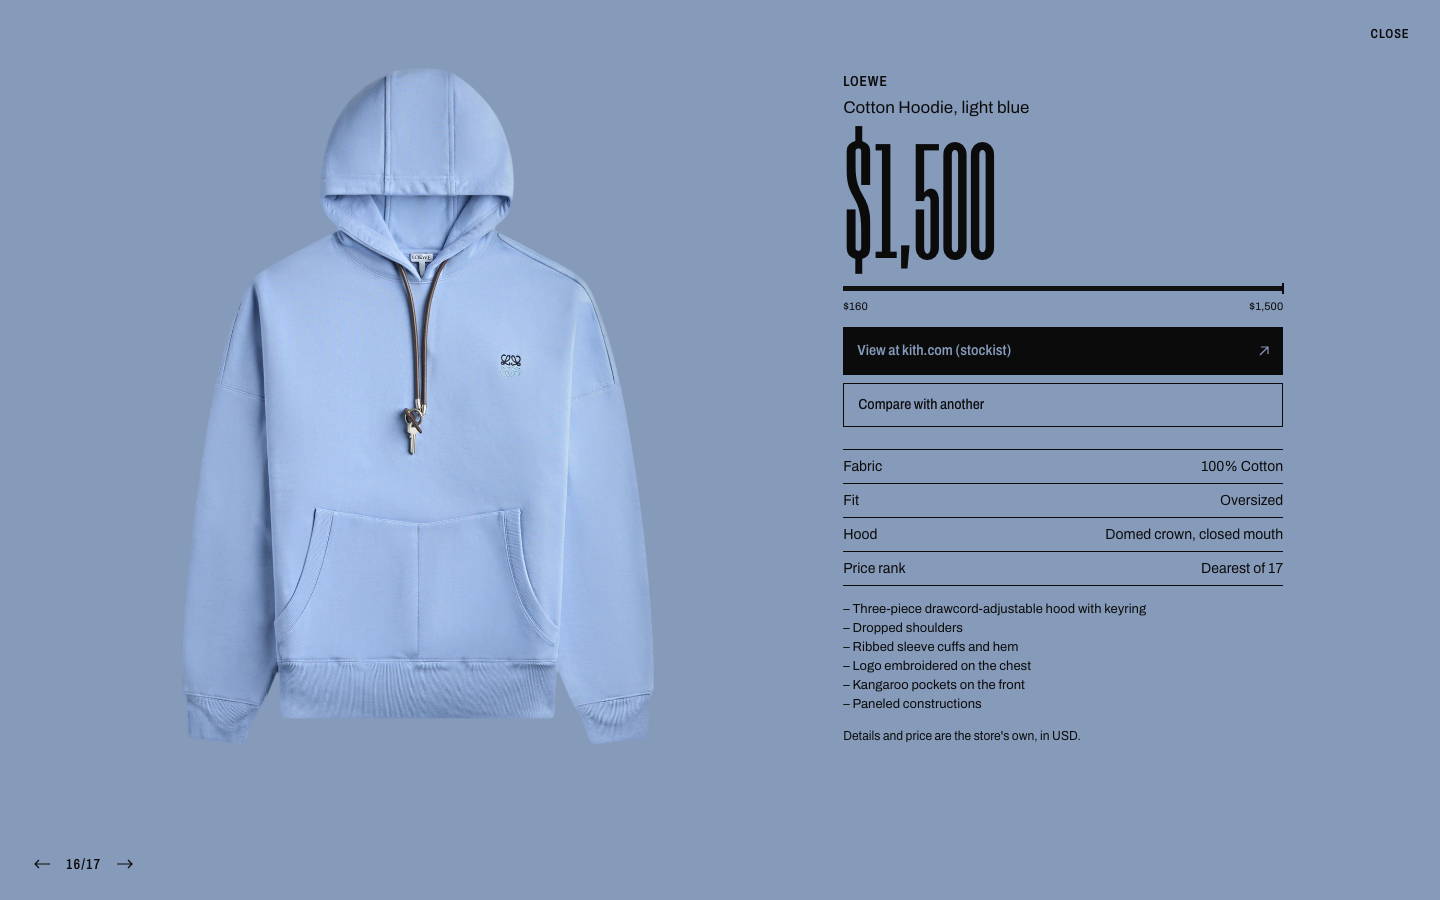 CLOSE
LOEWE
Cotton Hoodie, light blue
$1,500
$160 $1,500
View at kith.com (stockist)
Compare with another
Fabric 100% Cotton
Fit Oversized
Hood Domed crown, closed mouth
Price rank Dearest of 17
– Three-piece drawcord-adjustable hood with keyring
– Dropped shoulders
– Ribbed sleeve cuffs and hem
– Logo embroidered on the chest
– Kangaroo pockets on the front
– Paneled constructions
Details and price are the store's own, in USD.
LOEWE
16/17